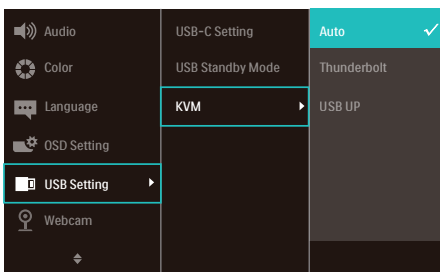 Audio
Color
Language
OSD Setting
USB Setting
Webcam
USB-C Setting
USB Standby Mode
KVM
Auto
Thunderbolt
USB UP